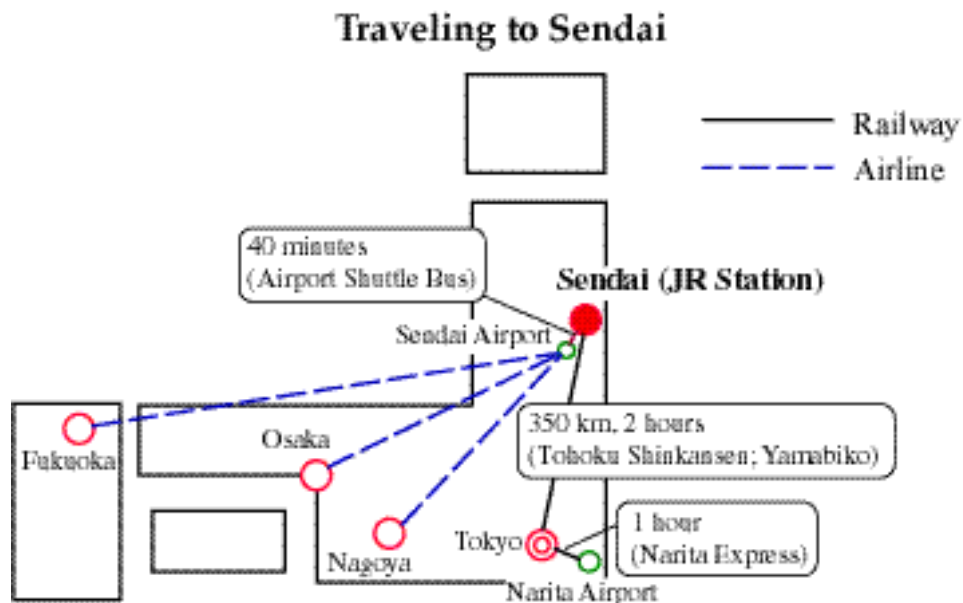 Traveling to Sendai
Railway
Airline
40 minutes
(Airport Shuttle Bus)
Sendai (JR Station)
Sendai Airport
350 km, 2 hours
(Tohoku Shinkansen; Yamabiko)
Osaka
Fukuoka
1 hour
(Narita Express)
Tokyo
Nagoya
Narita Airport